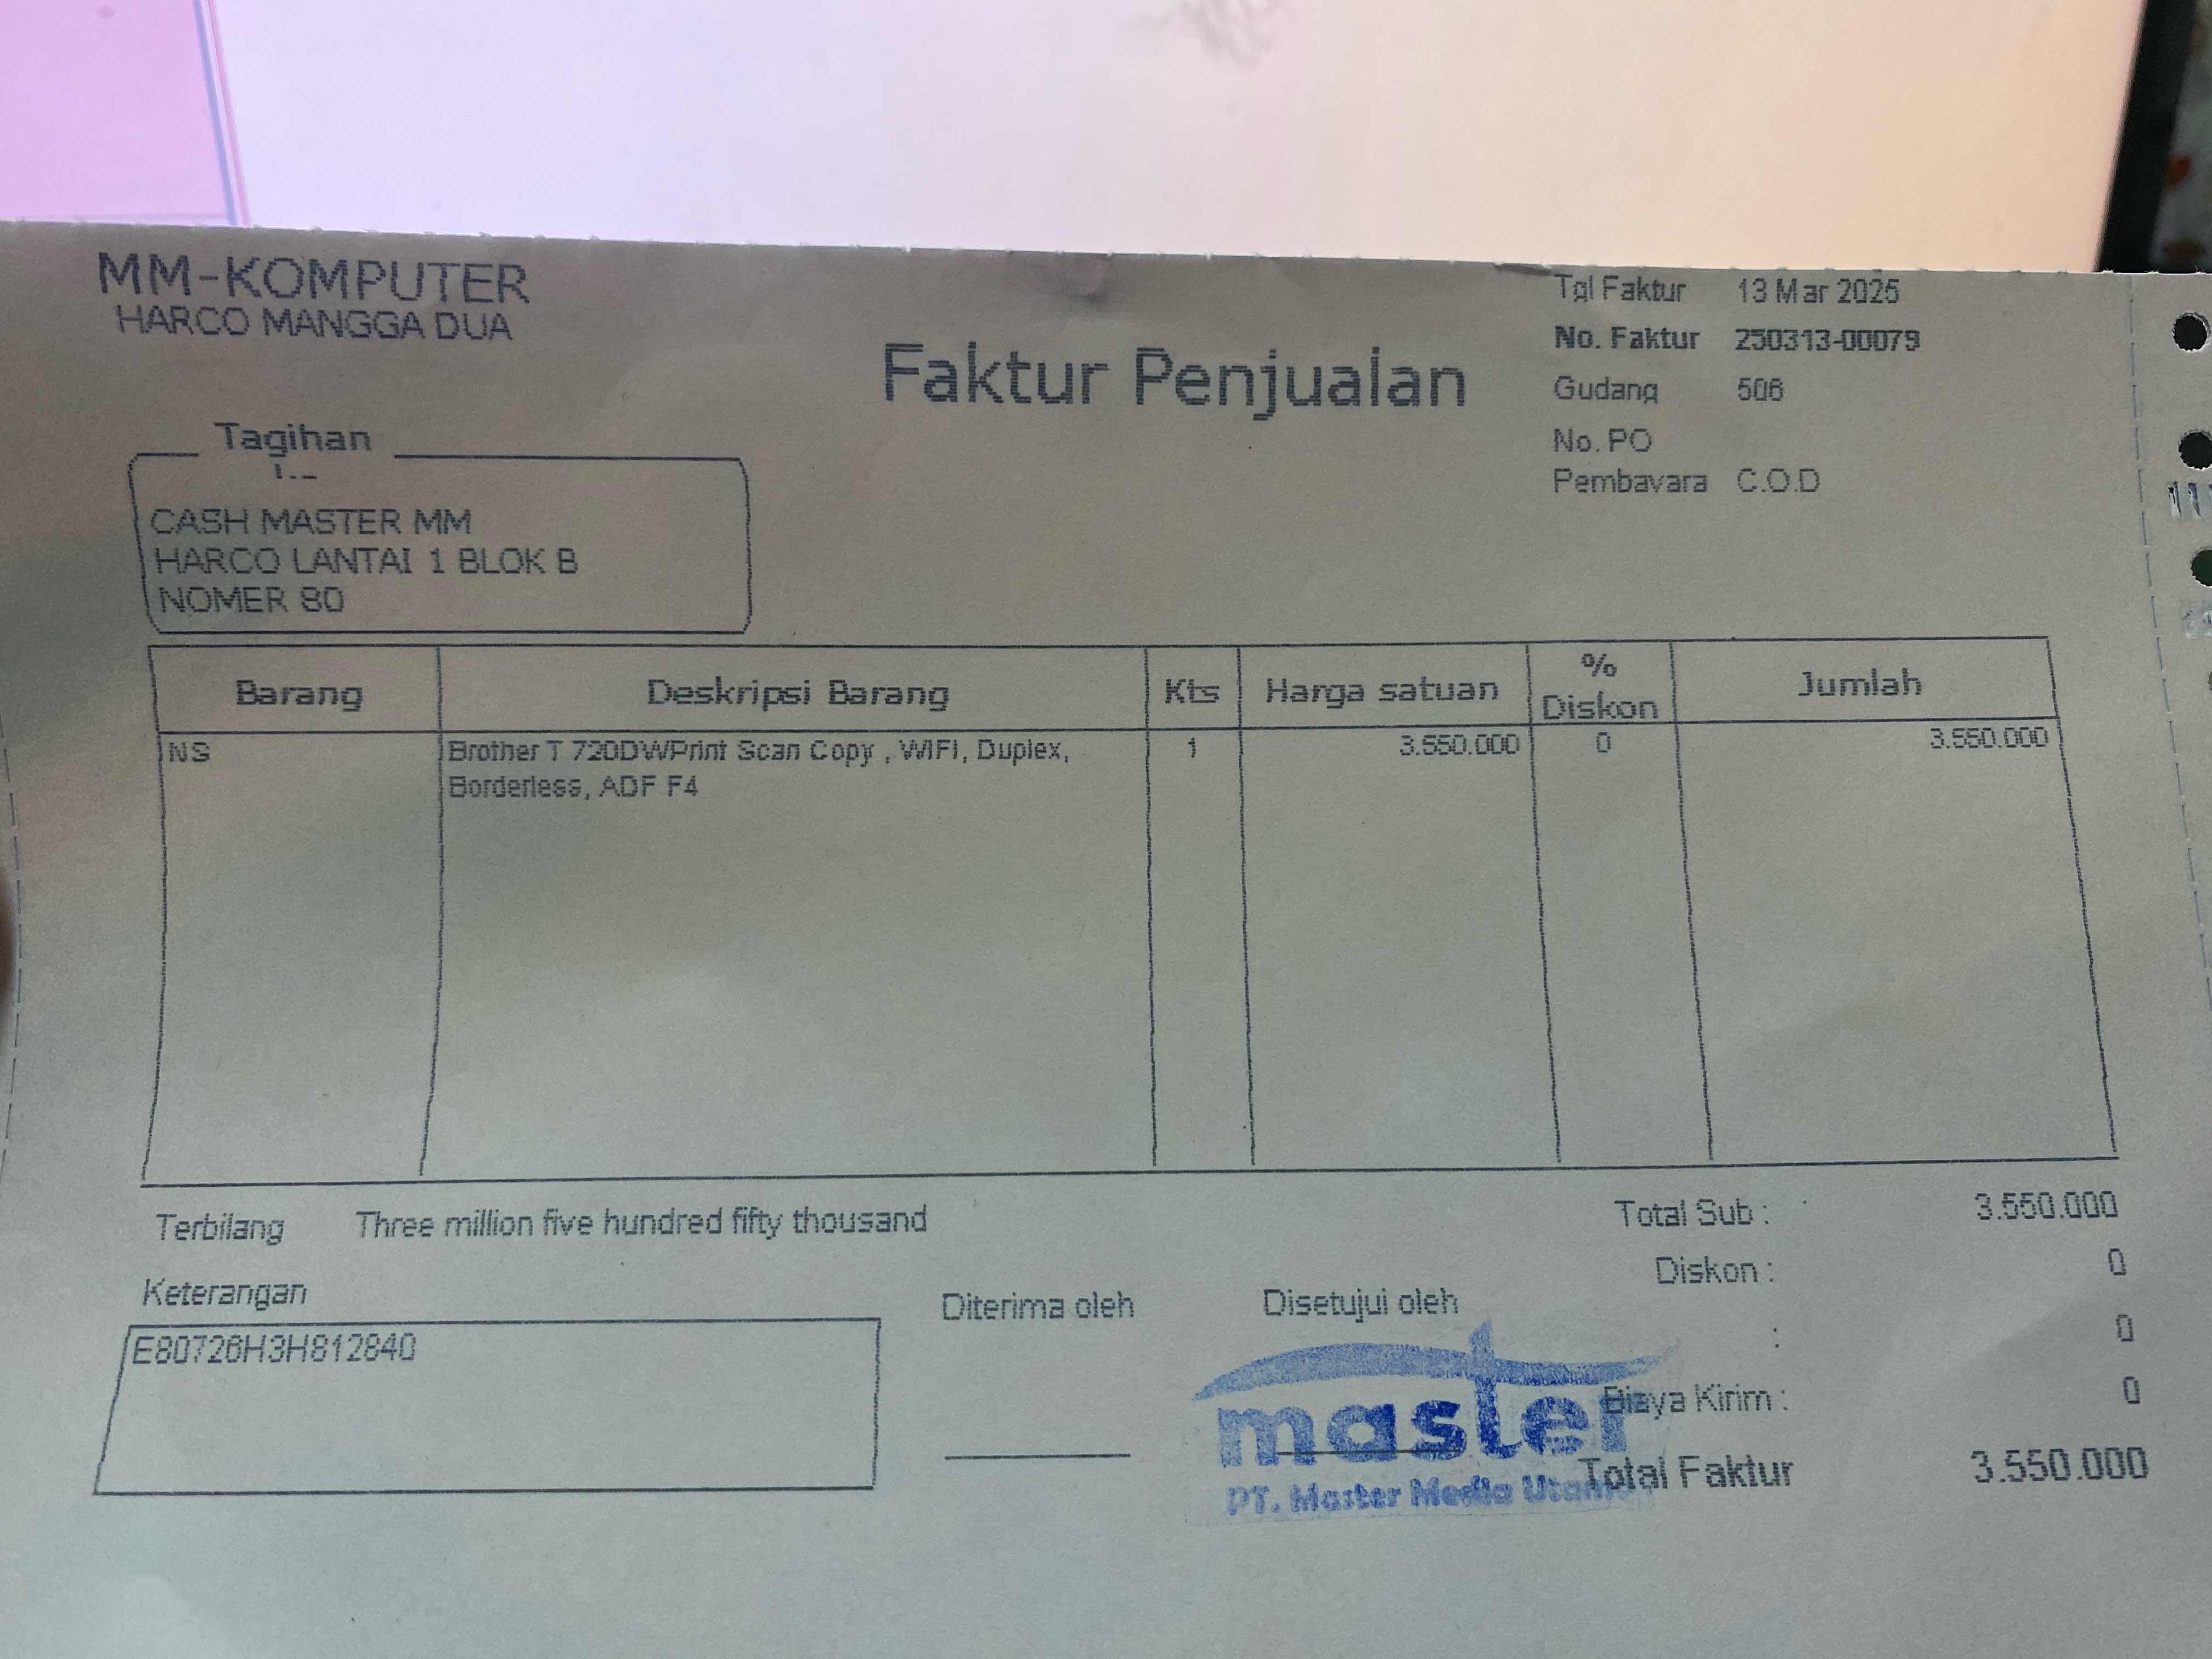 MM-KOMPUTER
HARCO MANGGA DUA
Faktur Penjualan
Tgl Faktur 13 Mar 2025
No. Faktur 250313-00079
Gudang 506
No. PO
Pembavara C.O.D
Tagihan
CASH MASTER MM
HARCO LANTAI 1 BLOK B
NOMER 80
Barang Deskripsi Barang Kts Harga satuan % Diskon Jumlah
NS Brother T 720DWPrint Scan Copy , WIFI, Duplex, 1 3.550.000 0 3.550.000
Borderless, ADF F4
Terbilang Three million five hundred fifty thousand
Total Sub : 3.550.000
Diskon : 0
: 0
Biaya Kirim : 0
Total Faktur 3.550.000
Keterangan
E80726H3H812840
Diterima oleh
Disetujui oleh
master
PT. Master Media Utama